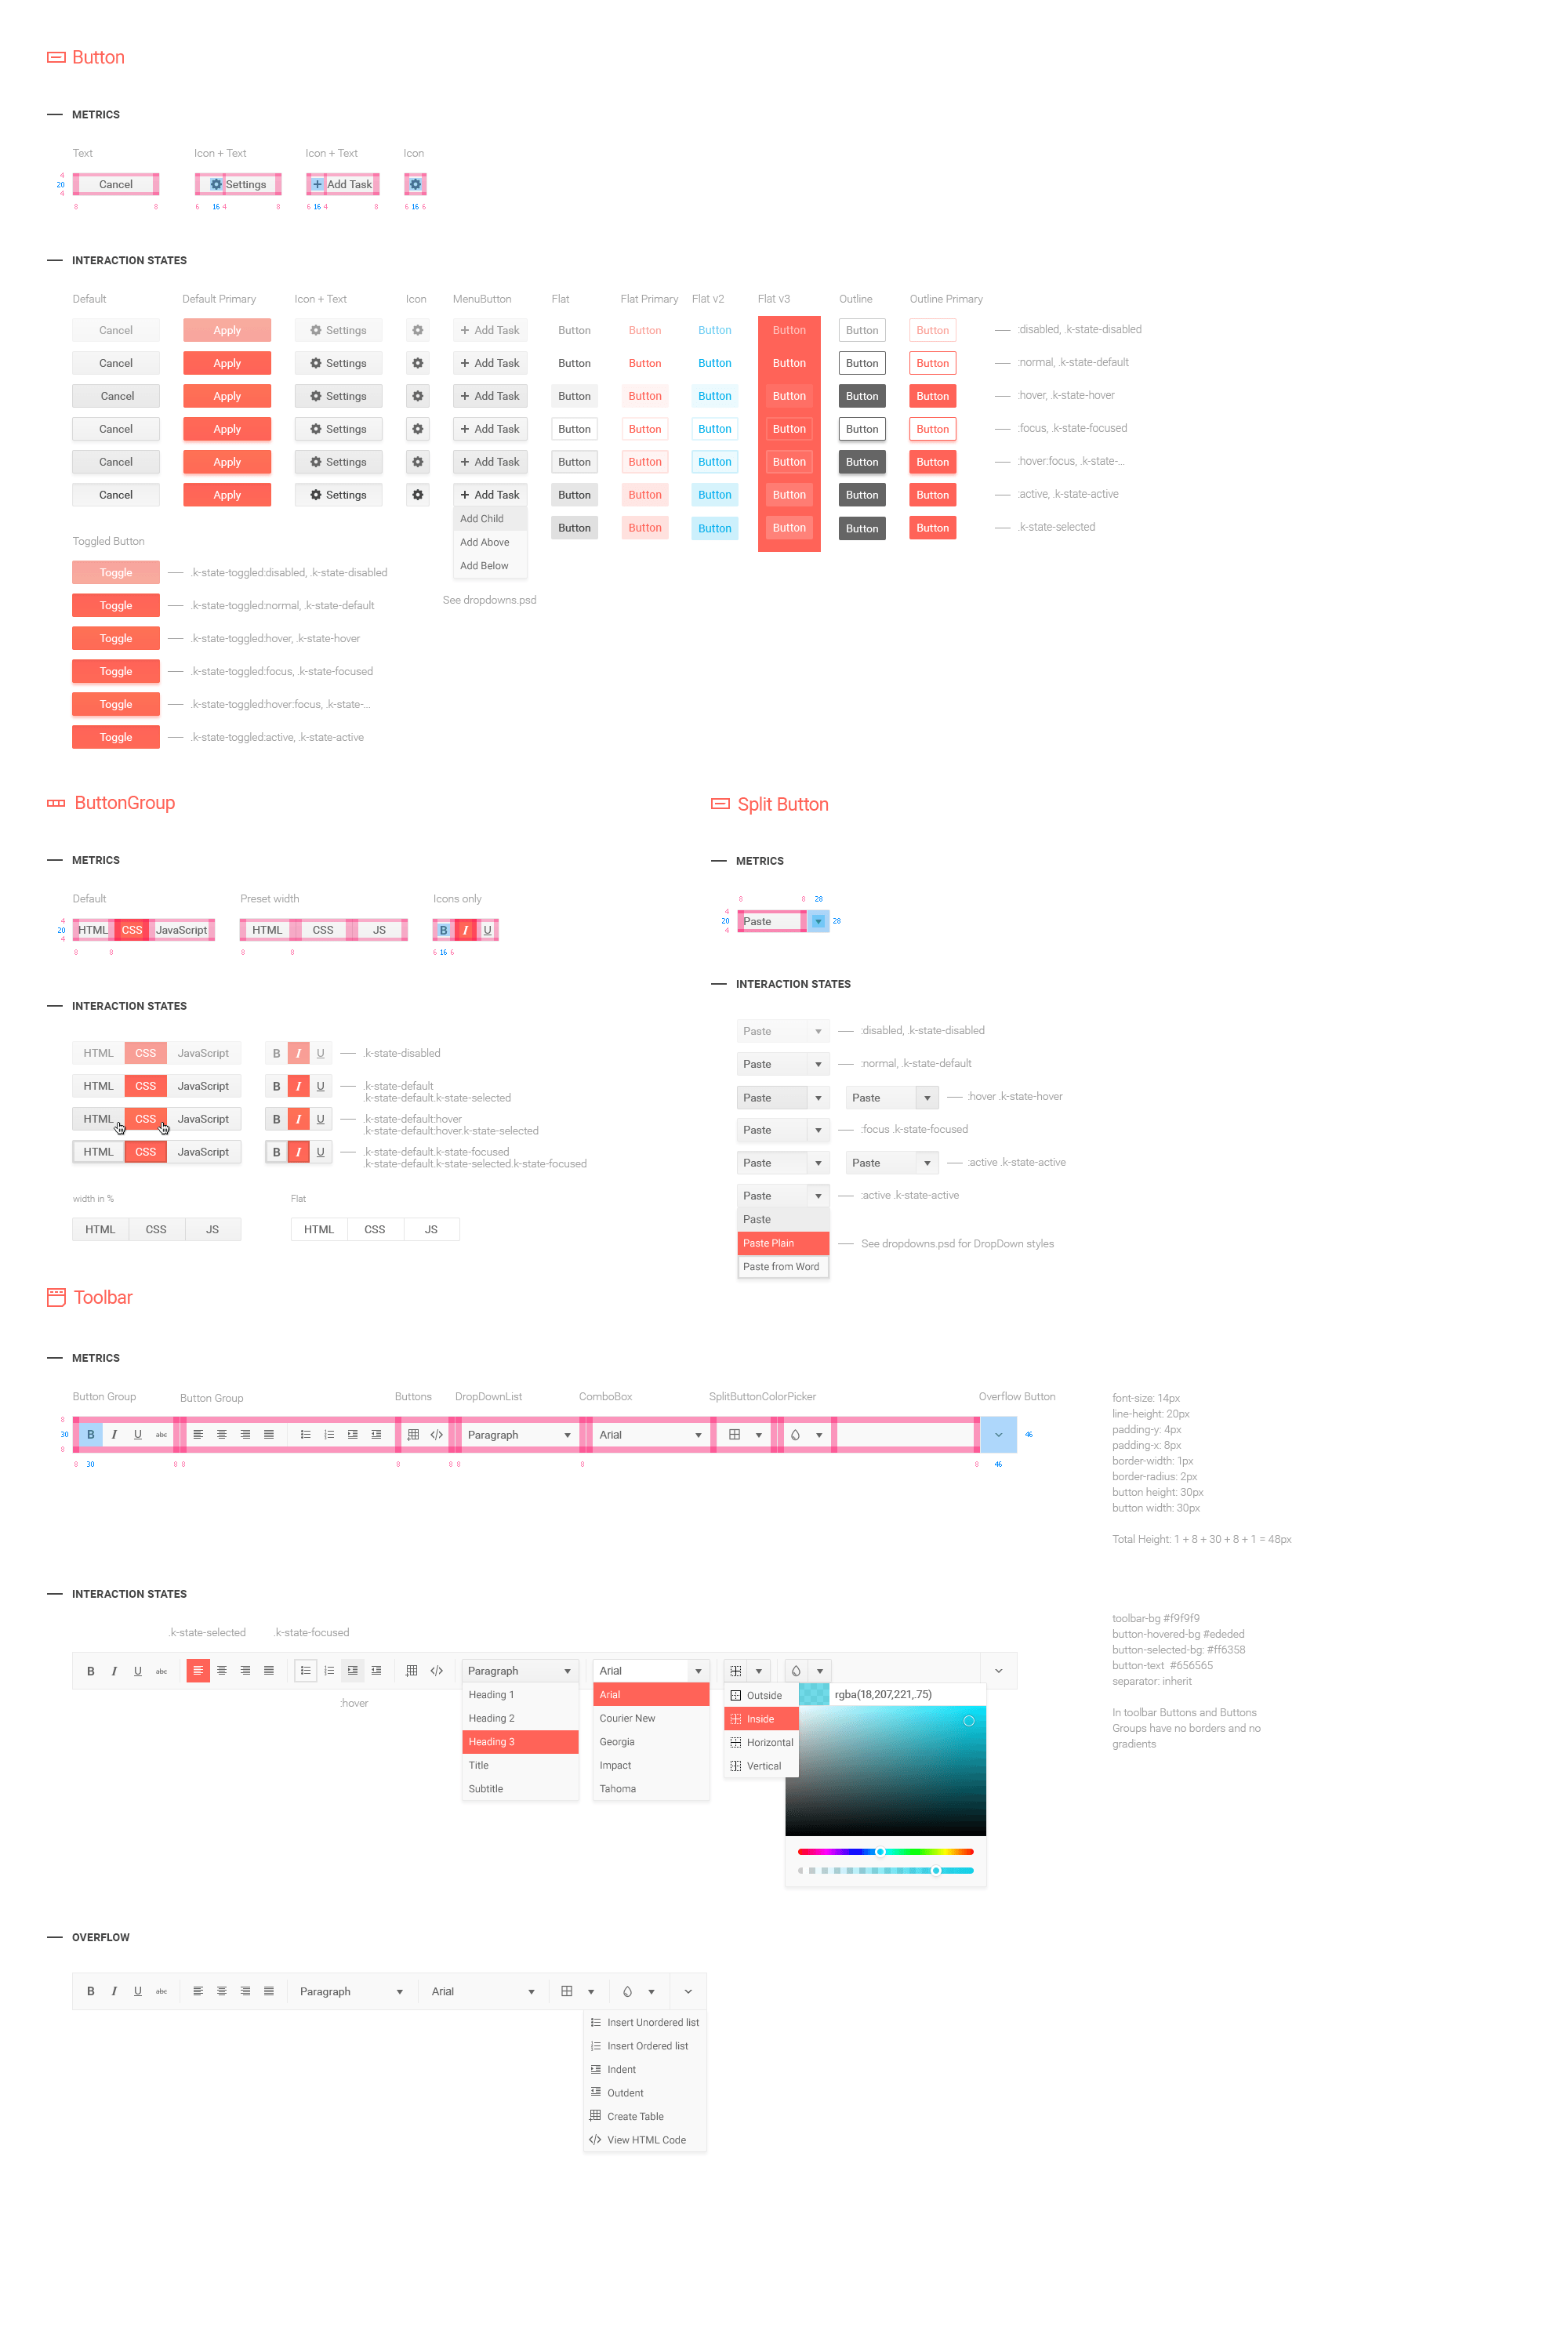 Button
METRICS
Text Icon + Text Icon + Text Icon
4
20
4
Cancel Settings Add Task
8 8 6 16 4 8 6 16 4 8 6 16 6
INTERACTION STATES
Default Default Primary Icon + Text Icon MenuButton Flat Flat Primary Flat v2 Flat v3 Outline Outline Primary
Cancel Apply Settings Add Task Button Button Button Button Button Button :disabled, .k-state-disabled
Cancel Apply Settings Add Task Button Button Button Button Button Button :normal, .k-state-default
Cancel Apply Settings Add Task Button Button Button Button Button Button :hover, .k-state-hover
Cancel Apply Settings Add Task Button Button Button Button Button Button :focus, .k-state-focused
Cancel Apply Settings Add Task Button Button Button Button Button Button :hover:focus, .k-state-...
Cancel Apply Settings Add Task Button Button Button Button Button Button :active, .k-state-active
Add Child Button Button Button Button Button Button .k-state-selected
Add Above
Add Below
See dropdowns.psd
Toggled Button
Toggle .k-state-toggled:disabled, .k-state-disabled
Toggle .k-state-toggled:normal, .k-state-default
Toggle .k-state-toggled:hover, .k-state-hover
Toggle .k-state-toggled:focus, .k-state-focused
Toggle .k-state-toggled:hover:focus, .k-state-...
Toggle .k-state-toggled:active, .k-state-active
ButtonGroup
METRICS
Default Preset width Icons only
4
20
4
HTML CSS JavaScript HTML CSS JS B I U
8 8 8 8 6 16 6
INTERACTION STATES
HTML CSS JavaScript B I U .k-state-disabled
HTML CSS JavaScript B I U .k-state-default
.k-state-default.k-state-selected
HTML CSS JavaScript B I U .k-state-default:hover
.k-state-default:hover.k-state-selected
HTML CSS JavaScript B I U .k-state-default.k-state-focused
.k-state-default.k-state-selected.k-state-focused
width in % Flat
HTML CSS JS HTML CSS JS
Split Button
METRICS
8 8 28
4
20 Paste 28
4
INTERACTION STATES
Paste :disabled, .k-state-disabled
Paste :normal, .k-state-default
Paste Paste :hover .k-state-hover
Paste :focus .k-state-focused
Paste Paste :active .k-state-active
Paste :active .k-state-active
Paste
Paste Plain See dropdowns.psd for DropDown styles
Paste from Word
Toolbar
METRICS
Button Group Button Group Buttons DropDownList ComboBox SplitButtonColorPicker Overflow Button
8
30 B I U abc Paragraph Arial 46
8
8 30 8 8 8 8 8 8 8 46
font-size: 14px
line-height: 20px
padding-y: 4px
padding-x: 8px
border-width: 1px
border-radius: 2px
button height: 30px
button width: 30px
Total Height: 1 + 8 + 30 + 8 + 1 = 48px
INTERACTION STATES
.k-state-selected .k-state-focused
B I U abc Paragraph Arial
:hover
Heading 1
Heading 2
Heading 3
Title
Subtitle
Arial
Courier New
Georgia
Impact
Tahoma
Outside
Inside
Horizontal
Vertical
rgba(18,207,221,.75)
toolbar-bg #f9f9f9
button-hovered-bg #ededed
button-selected-bg: #ff6358
button-text #656565
separator: inherit
In toolbar Buttons and Buttons
Groups have no borders and no
gradients
OVERFLOW
B I U abc Paragraph Arial
Insert Unordered list
Insert Ordered list
Indent
Outdent
Create Table
View HTML Code